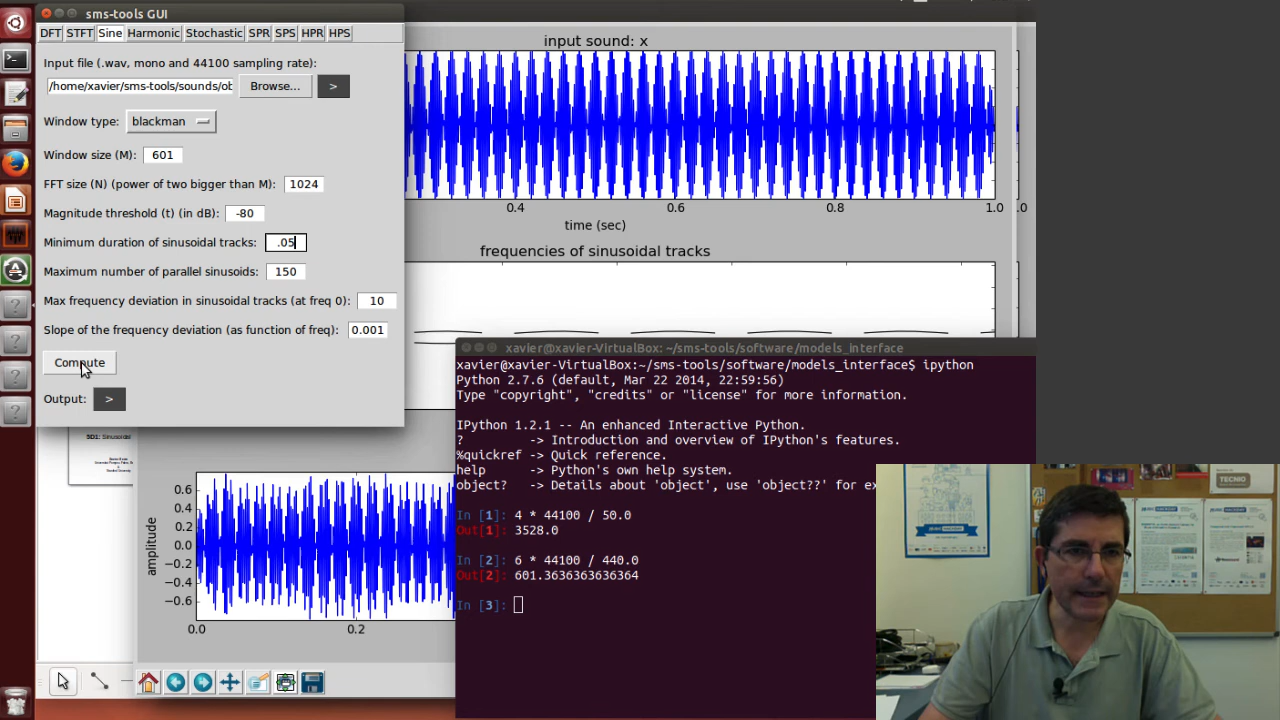 sms-tools GUI
DFT STFT Sine Harmonic Stochastic SPR SPS HPR HPS
Input file (.wav, mono and 44100 sampling rate):
/home/xavier/sms-tools/sounds/ob Browse... >
Window type: blackman
Window size (M): 601
FFT size (N) (power of two bigger than M): 1024
Magnitude threshold (t) (in dB): -80
Minimum duration of sinusoidal tracks: .05
Maximum number of parallel sinusoids: 150
Max frequency deviation in sinusoidal tracks (at freq 0): 10
Slope of the frequency deviation (as function of freq): 0.001
Compute
Output: >
input sound: x
0.4 0.6 0.8 1.0 1.0
time (sec)
frequencies of sinusoidal tracks
xavier@xavier-VirtualBox: ~/sms-tools/software/models_interface
xavier@xavier-VirtualBox:~/sms-tools/software/models_interface$ ipython
Python 2.7.6 (default, Mar 22 2014, 22:59:56)
Type "copyright", "credits" or "license" for more information.
IPython 1.2.1 -- An enhanced Interactive Python.
? -> Introduction and overview of IPython's features.
%quickref -> Quick reference.
help -> Python's own help system.
object? -> Details about 'object', use 'object??' for ex
In [1]: 4 * 44100 / 50.0
Out[1]: 3528.0
In [2]: 6 * 44100 / 440.0
Out[2]: 601.3636363636364
In [3]:
amplitude
0.6
0.4
0.2
0.0
−0.2
−0.4
−0.6
0.0 0.2
TECNIO